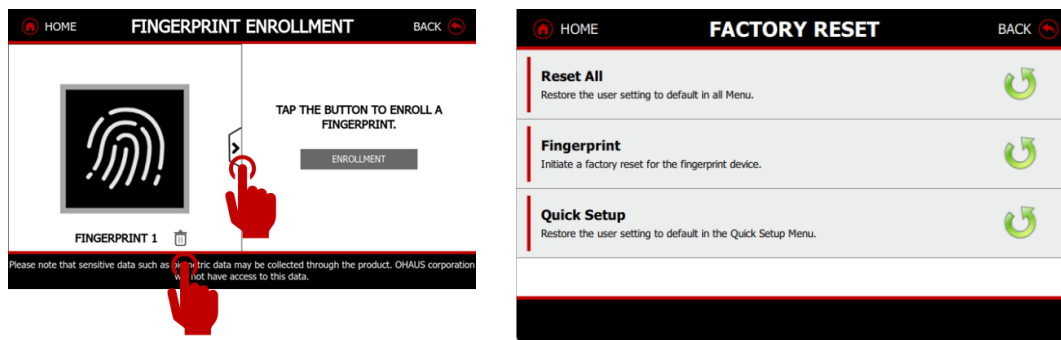 HOME
FINGERPRINT ENROLLMENT
BACK
TAP THE BUTTON TO ENROLL A
FINGERPRINT.
ENROLLMENT
FINGERPRINT 1
Please note that sensitive data such as biometric data may be collected through the product. OHAUS corporation
not have access to this data.
HOME
FACTORY RESET
BACK
Reset All
Restore the user setting to default in all Menu.
Fingerprint
Initiate a factory reset for the fingerprint device.
Quick Setup
Restore the user setting to default in the Quick Setup Menu.